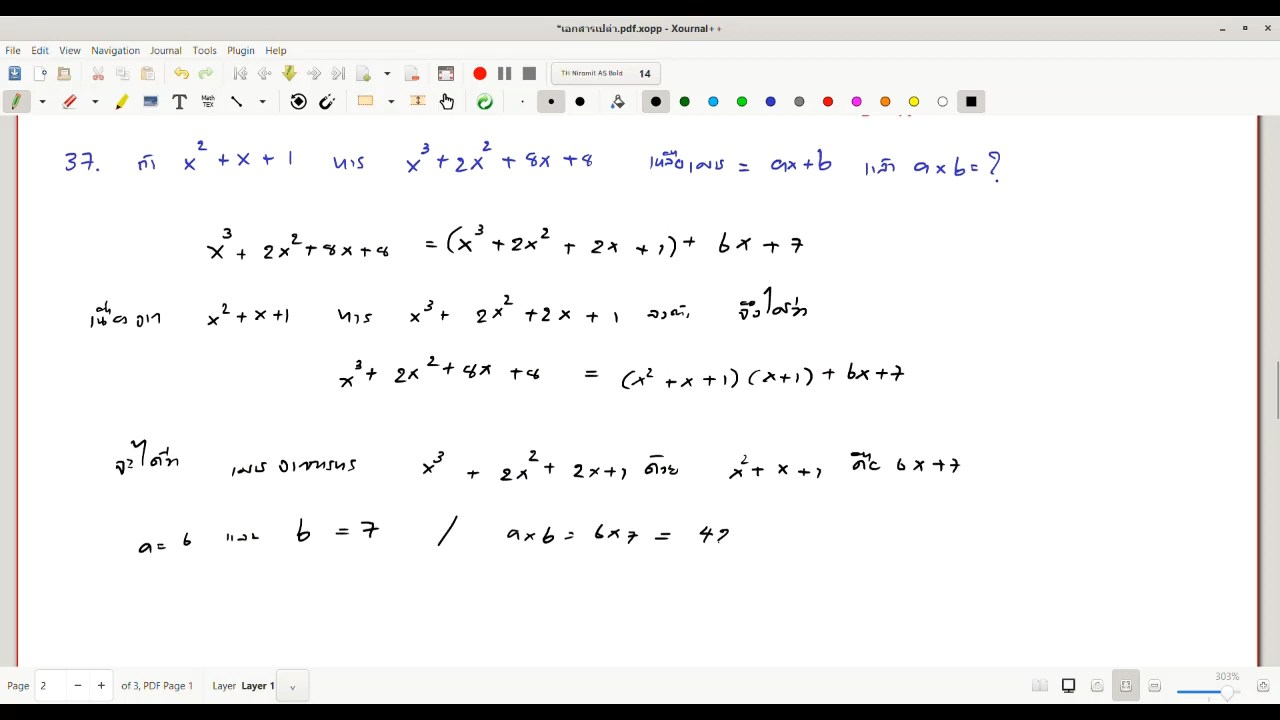 *เอกสารเปล่า.pdf.xopp - Xournal++
File Edit View Navigation Journal Tools Plugin Help
TH Niramit AS Bold 14
Math TEX
37. ถ้า x² + x + 1 หาร x³ + 2x² + 8x + 8 เหลือเศษ = ax + b แล้ว a x b = ?
x³ + 2x² + 8x + 8 = (x³ + 2x² + 2x + 1) + 6x + 7
เนื่องจาก x² + x + 1 หาร x³ + 2x² + 2x + 1 ลงตัว จึงได้ว่า
x³ + 2x² + 8x + 8 = (x² + x + 1) (x + 1) + 6x + 7
จะได้ว่า เศษจากการหาร x³ + 2x² + 2x + 1 ด้วย x² + x + 1 คือ 6x + 7
a = 6 และ b = 7 / a x b = 6 x 7 = 42
Page 2 of 3, PDF Page 1 Layer Layer 1 303%